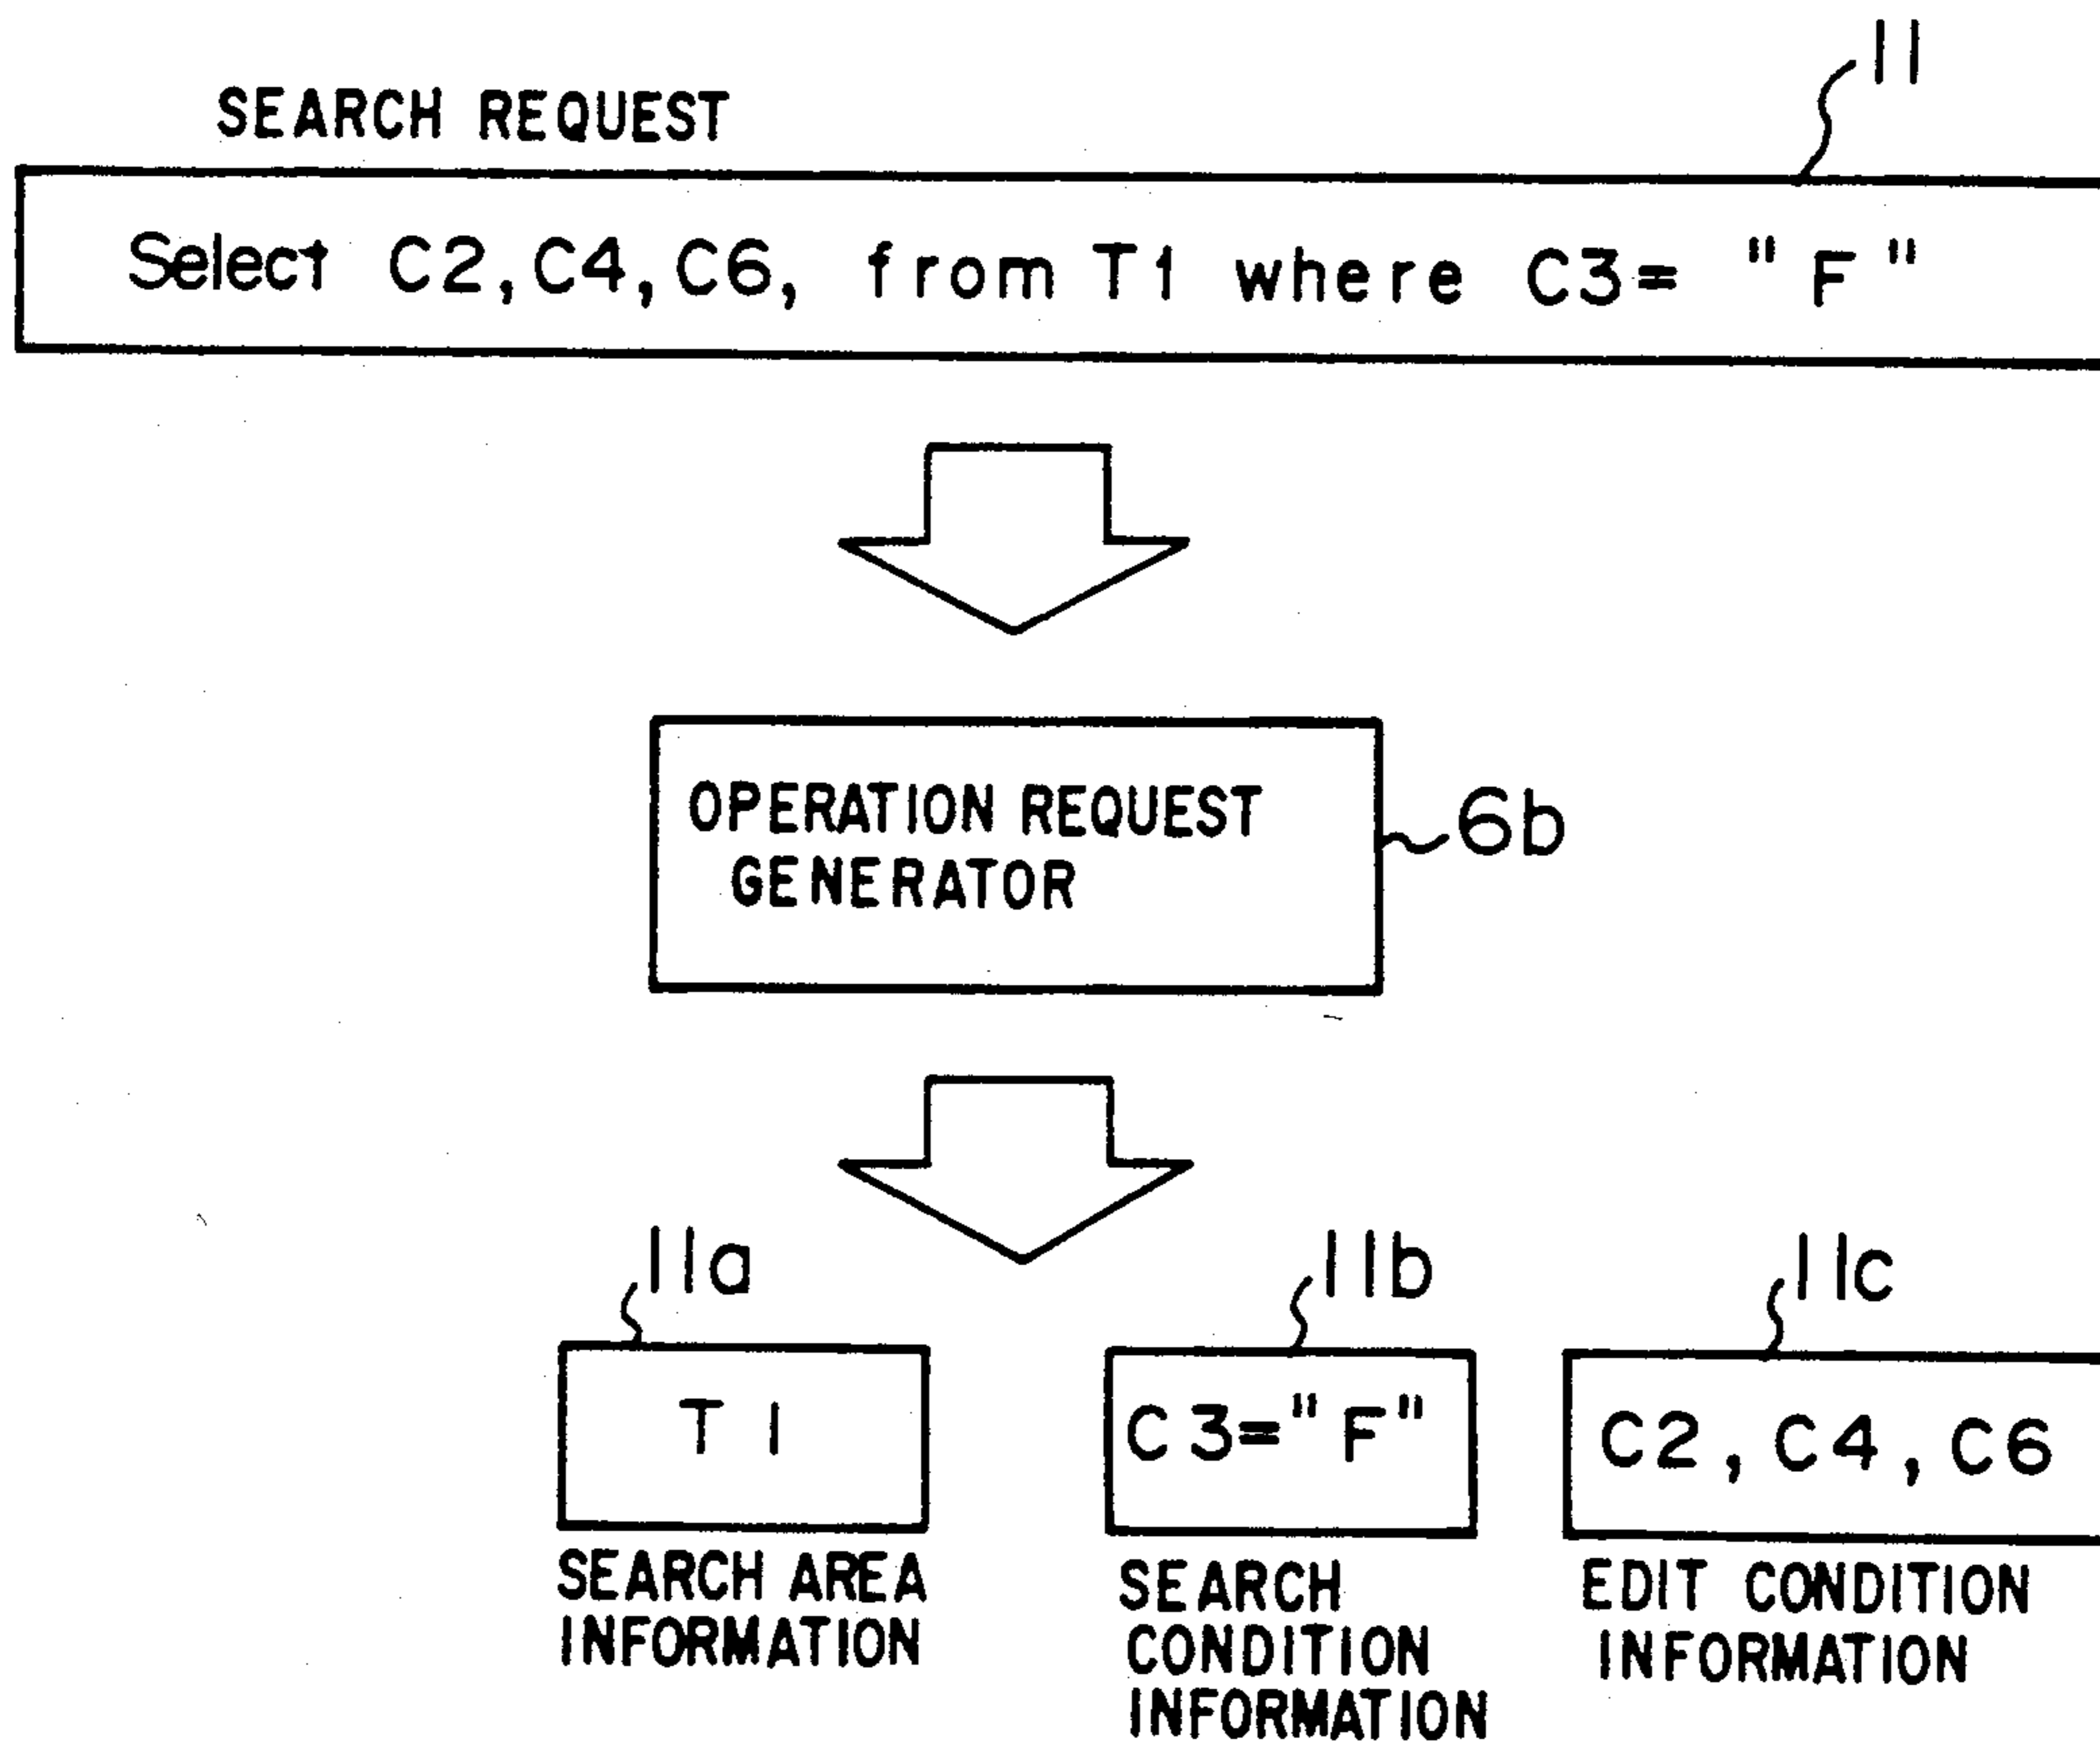 11
SEARCH REQUEST
Select C2,C4,C6, from T1 where C3= "F"
OPERATION REQUEST
GENERATOR
6b
11a
11b
11c
T1
C3="F"
C2,C4,C6
SEARCH AREA
INFORMATION
SEARCH
CONDITION
INFORMATION
EDIT CONDITION
INFORMATION